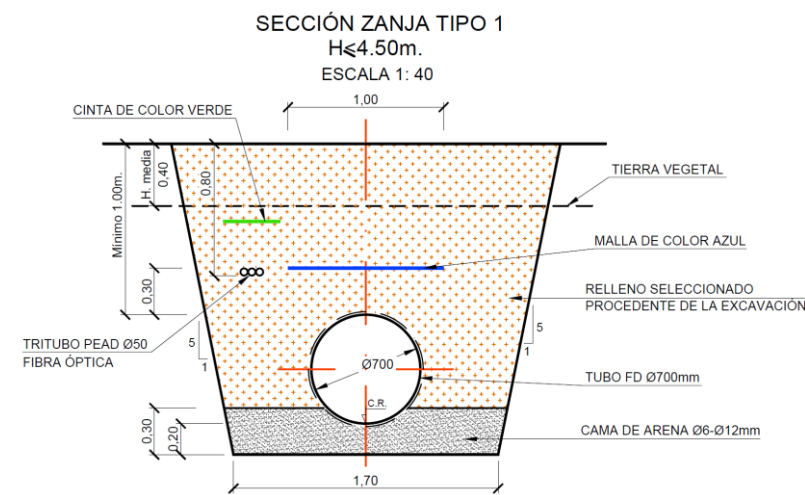 SECCIÓN ZANJA TIPO 1
H⩽4.50m.
ESCALA 1: 40
1,00
CINTA DE COLOR VERDE
H. media
0,40
0,80
Mínimo 1.00m.
TIERRA VEGETAL
MALLA DE COLOR AZUL
0,30
RELLENO SELECCIONADO
PROCEDENTE DE LA EXCAVACIÓN
5
1
5
1
TRITUBO PEAD Ø50
FIBRA ÓPTICA
Ø700
TUBO FD Ø700mm
C.R.
0,30
0,20
CAMA DE ARENA Ø6-Ø12mm
1,70